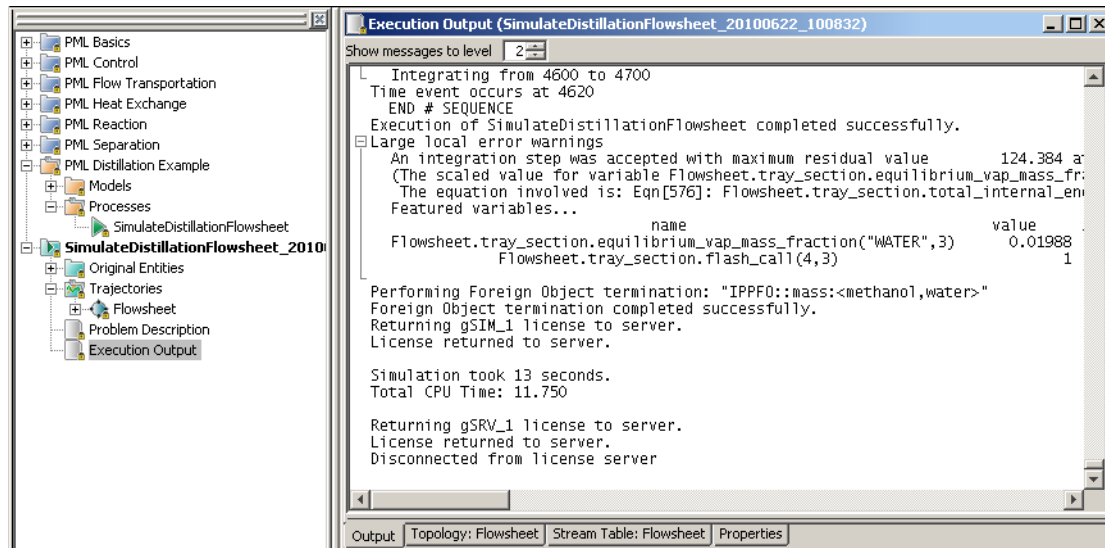 PML Basics
PML Control
PML Flow Transportation
PML Heat Exchange
PML Reaction
PML Separation
PML Distillation Example
Models
Processes
SimulateDistillationFlowsheet
SimulateDistillationFlowsheet_2010
Original Entities
Trajectories
Flowsheet
Problem Description
Execution Output
Execution Output (SimulateDistillationFlowsheet_20100622_100832)
Show messages to level 2
Integrating from 4600 to 4700
Time event occurs at 4620
END # SEQUENCE
Execution of SimulateDistillationFlowsheet completed successfully.
Large local error warnings
An integration step was accepted with maximum residual value 124.384 a
(The scaled value for variable Flowsheet.tray_section.equilibrium_vap_mass_fra
The equation involved is: Eqn[576]: Flowsheet.tray_section.total_internal_en
Featured variables...
name value
Flowsheet.tray_section.equilibrium_vap_mass_fraction("WATER",3) 0.01988
Flowsheet.tray_section.flash_call(4,3) 1
Performing Foreign Object termination: "IPPFO::mass:<methanol,water>"
Foreign Object termination completed successfully.
Returning gSIM_1 license to server.
License returned to server.
Simulation took 13 seconds.
Total CPU Time: 11.750
Returning gSRV_1 license to server.
License returned to server.
Disconnected from license server
Output Topology: Flowsheet Stream Table: Flowsheet Properties